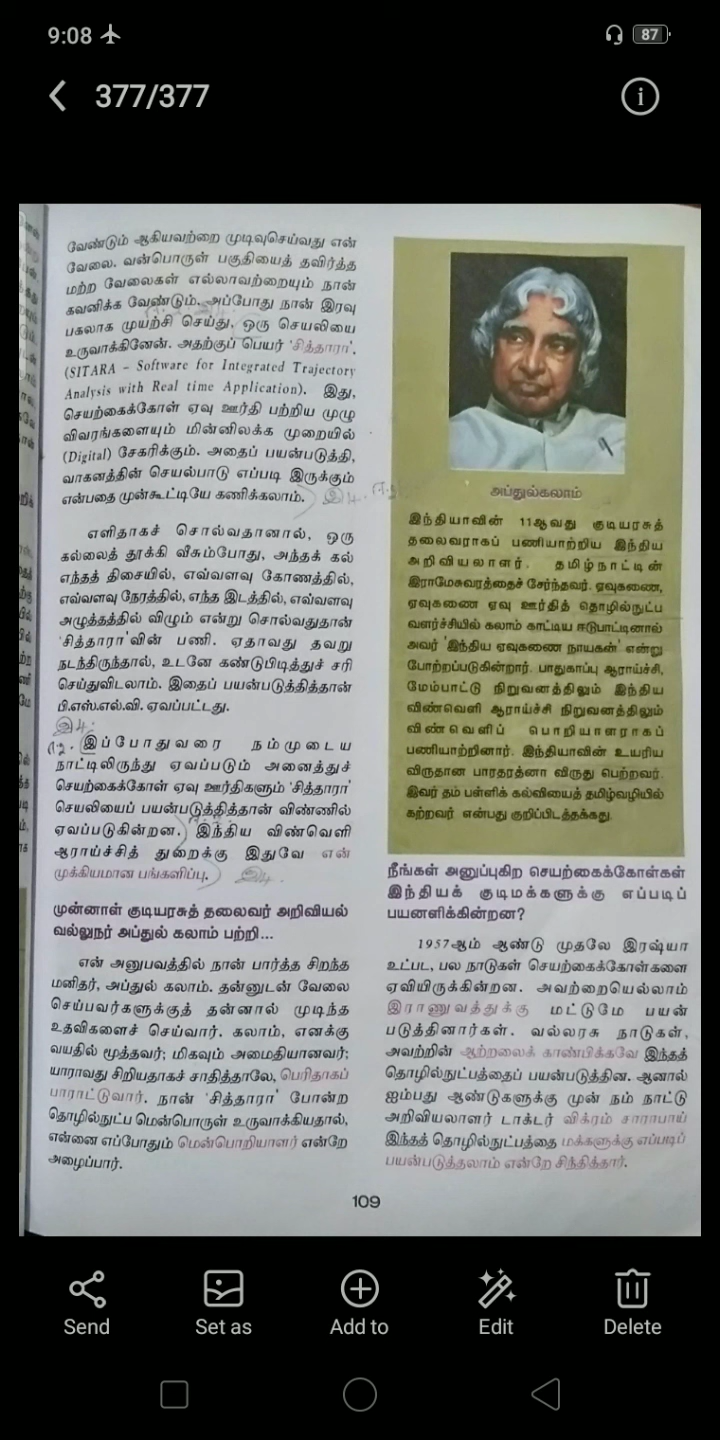 9:08
87
377/377
வேண்டும் ஆகியவற்றை முடிவுசெய்வது என்
வேலை. வன்பொருள் பகுதியைத் தவிர்த்த
மற்ற வேலைகள் எல்லாவற்றையும் நான்
கவனிக்க வேண்டும். அப்போது நான் இரவு
பகலாக முயற்சி செய்து, ஒரு செயலியை
உருவாக்கினேன். அதற்குப் பெயர் 'சித்தாரா'.
(SITARA – Software for Integrated Trajectory
Analysis with Real time Application). இது,
செயற்கைக்கோள் ஏவு ஊர்தி பற்றிய முழு
விவரங்களையும் மின்னிலக்க முறையில்
(Digital) சேகரிக்கும். அதைப் பயன்படுத்தி,
வாகனத்தின் செயல்பாடு எப்படி இருக்கும்
என்பதை முன்கூட்டியே கணிக்கலாம்.
எளிதாகச் சொல்வதானால், ஒரு
கல்லைத் தூக்கி வீசும்போது, அந்தக் கல்
எந்தத் திசையில், எவ்வளவு கோணத்தில்,
எவ்வளவு நேரத்தில், எந்த இடத்தில், எவ்வளவு
அழுத்தத்தில் விழும் என்று சொல்வதுதான்
'சித்தாரா'வின் பணி. ஏதாவது தவறு
நடந்திருந்தால், உடனே கண்டுபிடித்துச் சரி
செய்துவிடலாம். இதைப் பயன்படுத்தித்தான்
பி.எஸ்.எல்.வி. ஏவப்பட்டது.
இப்போதுவரை நம்முடைய
நாட்டிலிருந்து ஏவப்படும் அனைத்துச்
செயற்கைக்கோள் ஏவு ஊர்திகளும் 'சித்தாரா'
செயலியைப் பயன்படுத்தித்தான் விண்ணில்
ஏவப்படுகின்றன. இந்திய விண்வெளி
ஆராய்ச்சித் துறைக்கு இதுவே என்
முக்கியமான பங்களிப்பு.
முன்னாள் குடியரசுத் தலைவர் அறிவியல்
வல்லுநர் அப்துல் கலாம் பற்றி...
என் அனுபவத்தில் நான் பார்த்த சிறந்த
மனிதர், அப்துல் கலாம். தன்னுடன் வேலை
செய்பவர்களுக்குத் தன்னால் முடிந்த
உதவிகளைச் செய்வார். கலாம், எனக்கு
வயதில் மூத்தவர்; மிகவும் அமைதியானவர்;
யாராவது சிறியதாகச் சாதித்தாலே, பெரிதாகப்
பாராட்டுவார். நான் 'சித்தாரா' போன்ற
தொழில்நுட்ப மென்பொருள் உருவாக்கியதால்,
என்னை எப்போதும் மென்பொறியாளர் என்றே
அழைப்பார்.
அப்துல்கலாம்
இந்தியாவின் 11ஆவது குடியரசுத்
தலைவராகப் பணியாற்றிய இந்திய
அறிவியலாளர். தமிழ்நாட்டின்
இராமேசுவரத்தைச் சேர்ந்தவர். ஏவுகணை,
ஏவுகணை ஏவு ஊர்தித் தொழில்நுட்ப
வளர்ச்சியில் கலாம் காட்டிய ஈடுபாட்டினால்
அவர் 'இந்திய ஏவுகணை நாயகன்' என்று
போற்றப்படுகின்றார். பாதுகாப்பு ஆராய்ச்சி,
மேம்பாட்டு நிறுவனத்திலும் இந்திய
விண்வெளி ஆராய்ச்சி நிறுவனத்திலும்
விண்வெளிப் பொறியாளராகப்
பணியாற்றினார். இந்தியாவின் உயரிய
விருதான பாரதரத்னா விருது பெற்றவர்.
இவர் தம் பள்ளிக் கல்வியைத் தமிழ்வழியில்
கற்றவர் என்பது குறிப்பிடத்தக்கது.
நீங்கள் அனுப்புகிற செயற்கைக்கோள்கள்
இந்தியக் குடிமக்களுக்கு எப்படிப்
பயனளிக்கின்றன?
1957ஆம் ஆண்டு முதலே இரஷ்யா
உட்பட, பல நாடுகள் செயற்கைக்கோள்களை
ஏவியிருக்கின்றன. அவற்றையெல்லாம்
இராணுவத்துக்கு மட்டுமே பயன்
படுத்தினார்கள். வல்லரசு நாடுகள்,
அவற்றின் ஆற்றலைக் காண்பிக்கவே இந்தத்
தொழில்நுட்பத்தைப் பயன்படுத்தின. ஆனால்
ஐம்பது ஆண்டுகளுக்கு முன் நம் நாட்டு
அறிவியலாளர் டாக்டர் விக்ரம் சாராபாய்
இந்தத் தொழில்நுட்பத்தை மக்களுக்கு எப்படிப்
பயன்படுத்தலாம் என்றே சிந்தித்தார்.
109
Send
Set as
Add to
Edit
Delete